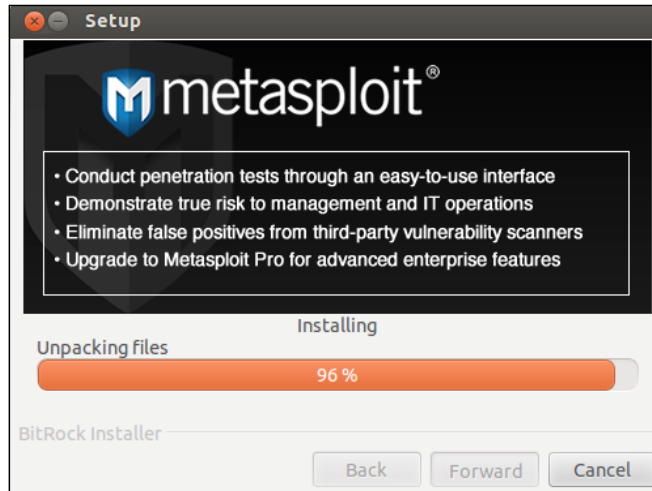 Setup
metasploit®
• Conduct penetration tests through an easy-to-use interface
• Demonstrate true risk to management and IT operations
• Eliminate false positives from third-party vulnerability scanners
• Upgrade to Metasploit Pro for advanced enterprise features
Installing
Unpacking files
96 %
BitRock Installer
Back Forward Cancel